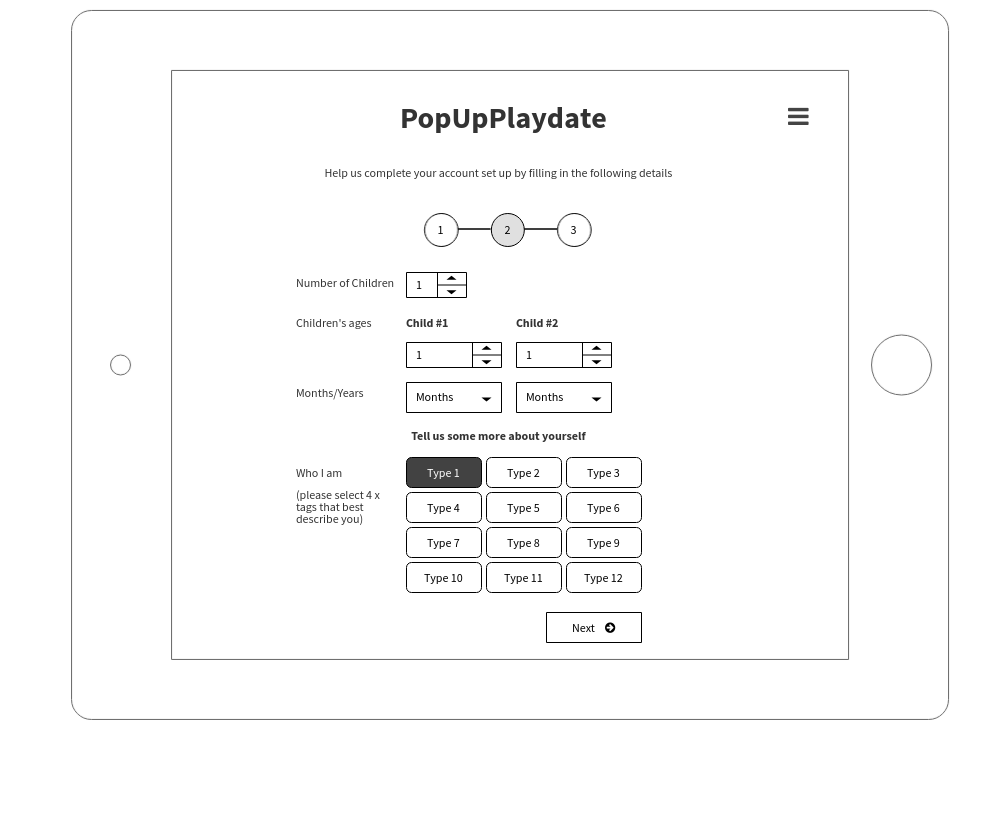 PopUpPlaydate
Help us complete your account set up by filling in the following details
1 2 3
Number of Children 1
Children's ages Child #1 Child #2
1 1
Months/Years Months Months
Tell us some more about yourself
Who I am Type 1 Type 2 Type 3
(please select 4 x
tags that best
describe you)
Type 4 Type 5 Type 6
Type 7 Type 8 Type 9
Type 10 Type 11 Type 12
Next